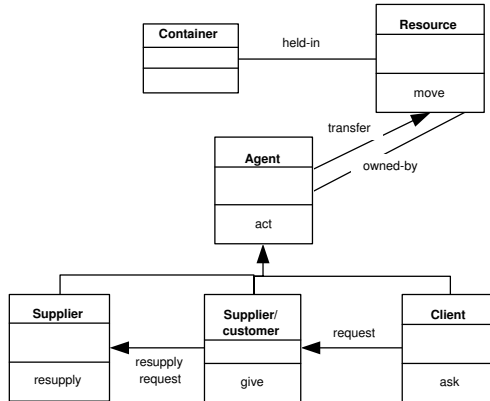 Container
held-in
Resource
move
transfer
owned-by
Agent
act
Supplier
resupply
resupply
request
Supplier/
customer
give
request
Client
ask